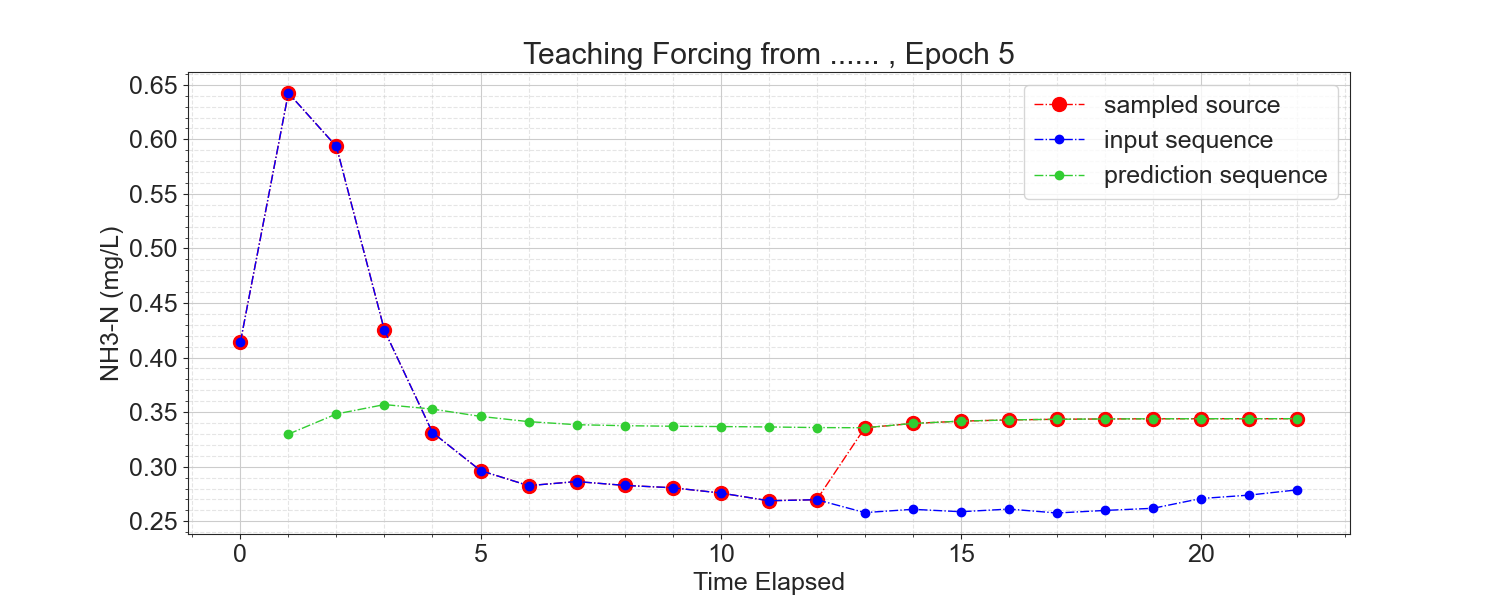 Teaching Forcing from ...... , Epoch 5
0.65
0.60
0.55
0.50
0.45
0.40
0.35
0.30
0.25
NH3-N (mg/L)
sampled source
input sequence
prediction sequence
0 5 10 15 20
Time Elapsed